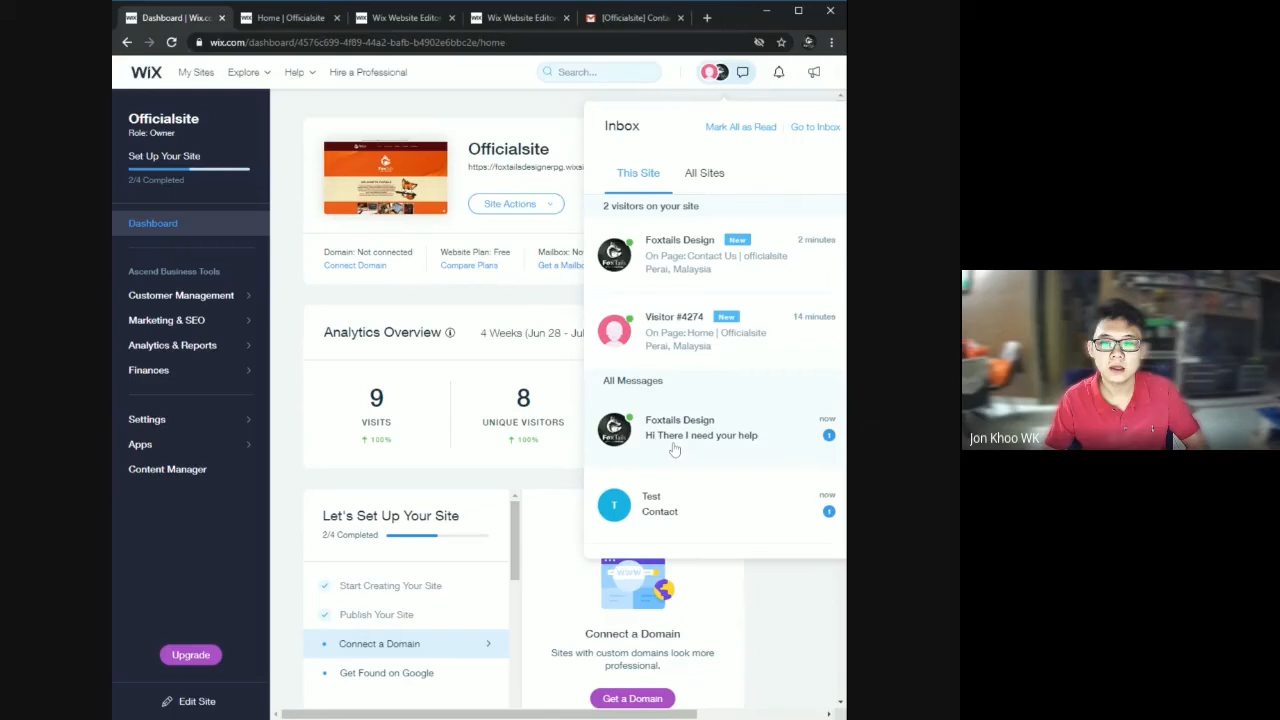 Dashboard | Wix.co
Home | Officialsite
Wix Website Edito
Wix Website Edito
[Officialsite] Conta
wix.com/dashboard/4576c699-4f89-44a2-bafb-b4902e6bbc2e/home
WIX
My Sites
Explore
Help
Hire a Professional
Search...
Officialsite
Role: Owner
Set Up Your Site
2/4 Completed
Dashboard
Ascend Business Tools
Customer Management
Marketing & SEO
Analytics & Reports
Finances
Settings
Apps
Content Manager
Upgrade
Edit Site
Officialsite
https://foxtailsdesignerpg.wixsi
Site Actions
Domain: Not connected
Connect Domain
Website Plan: Free
Compare Plans
Mailbox: No
Get a Mailbo
Analytics Overview
4 Weeks (Jun 28 - Jul
9
VISITS
↑ 100%
8
UNIQUE VISITORS
↑ 100%
Let's Set Up Your Site
2/4 Completed
Start Creating Your Site
Publish Your Site
Connect a Domain
Get Found on Google
Connect a Domain
Sites with custom domains look more
professional.
Get a Domain
Inbox
Mark All as Read
Go to Inbox
This Site
All Sites
2 visitors on your site
Foxtails Design
New
2 minutes
On Page: Contact Us | officialsite
Perai, Malaysia
Visitor #4274
New
14 minutes
On Page: Home | Officialsite
Perai, Malaysia
All Messages
Foxtails Design
now
Hi There I need your help
1
T
Test
now
Contact
1
Jon Khoo WK